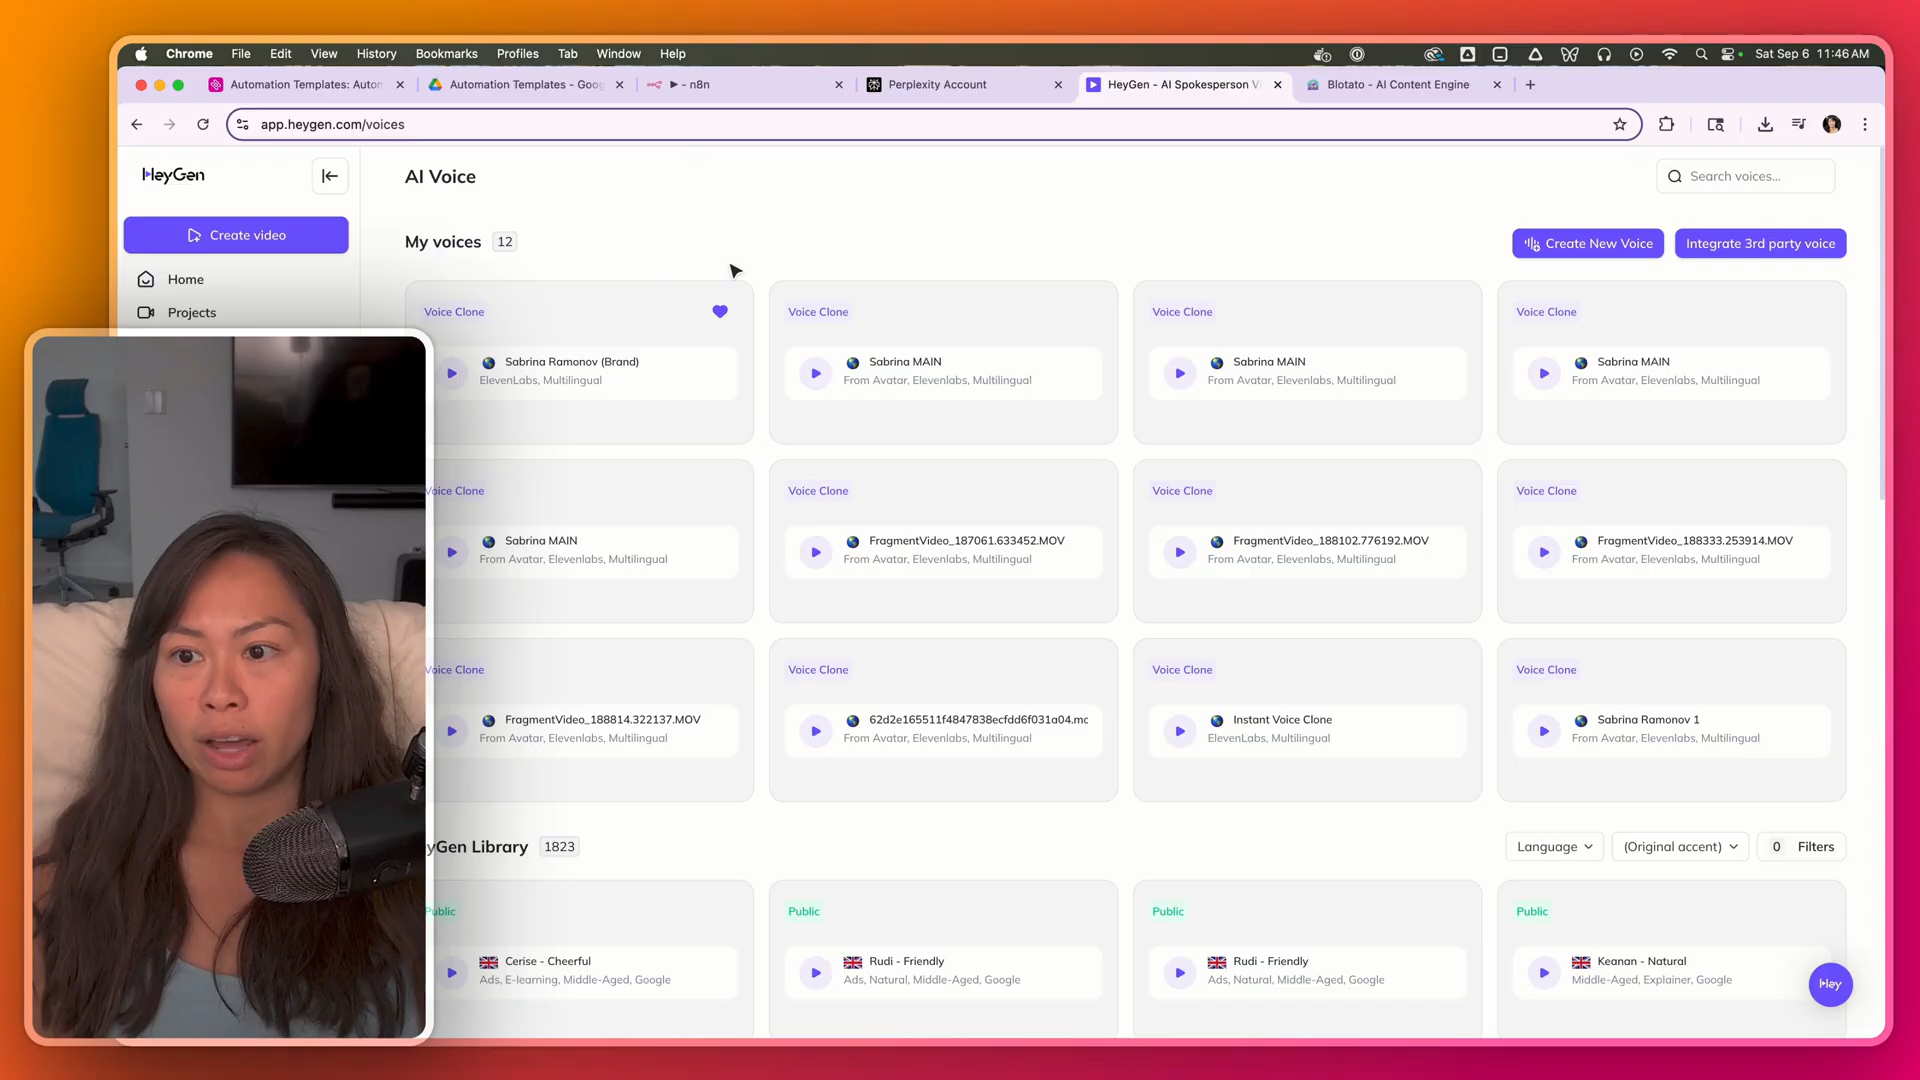 Chrome File Edit View History Bookmarks Profiles Tab Window Help Sat Sep 6 11:46 AM
Automation Templates: Autom Automation Templates - Goog - n8n Perplexity Account HeyGen - AI Spokesperson Vi Blotato - AI Content Engine
app.heygen.com/voices
HeyGen
Create video
Home
Projects
AI Voice
Search voices...
My voices 12
Create New Voice
Integrate 3rd party voice
Voice Clone
Sabrina Ramonov (Brand)
ElevenLabs, Multilingual
Voice Clone
Sabrina MAIN
From Avatar, Elevenlabs, Multilingual
Voice Clone
Sabrina MAIN
From Avatar, Elevenlabs, Multilingual
Voice Clone
Sabrina MAIN
From Avatar, Elevenlabs, Multilingual
Voice Clone
Sabrina MAIN
From Avatar, Elevenlabs, Multilingual
Voice Clone
FragmentVideo_187061.633452.MOV
From Avatar, Elevenlabs, Multilingual
Voice Clone
FragmentVideo_188102.776192.MOV
From Avatar, Elevenlabs, Multilingual
Voice Clone
FragmentVideo_188333.253914.MOV
From Avatar, Elevenlabs, Multilingual
Voice Clone
FragmentVideo_188814.322137.MOV
From Avatar, Elevenlabs, Multilingual
Voice Clone
62d2e165511f4847838ecfdd6f031a04.mo
From Avatar, Elevenlabs, Multilingual
Voice Clone
Instant Voice Clone
ElevenLabs, Multilingual
Voice Clone
Sabrina Ramonov 1
From Avatar, Elevenlabs, Multilingual
yGen Library 1823
Language (Original accent) 0 Filters
Public
Cerise - Cheerful
Ads, E-learning, Middle-Aged, Google
Public
Rudi - Friendly
Ads, Natural, Middle-Aged, Google
Public
Rudi - Friendly
Ads, Natural, Middle-Aged, Google
Public
Keanan - Natural
Middle-Aged, Explainer, Google
Hey